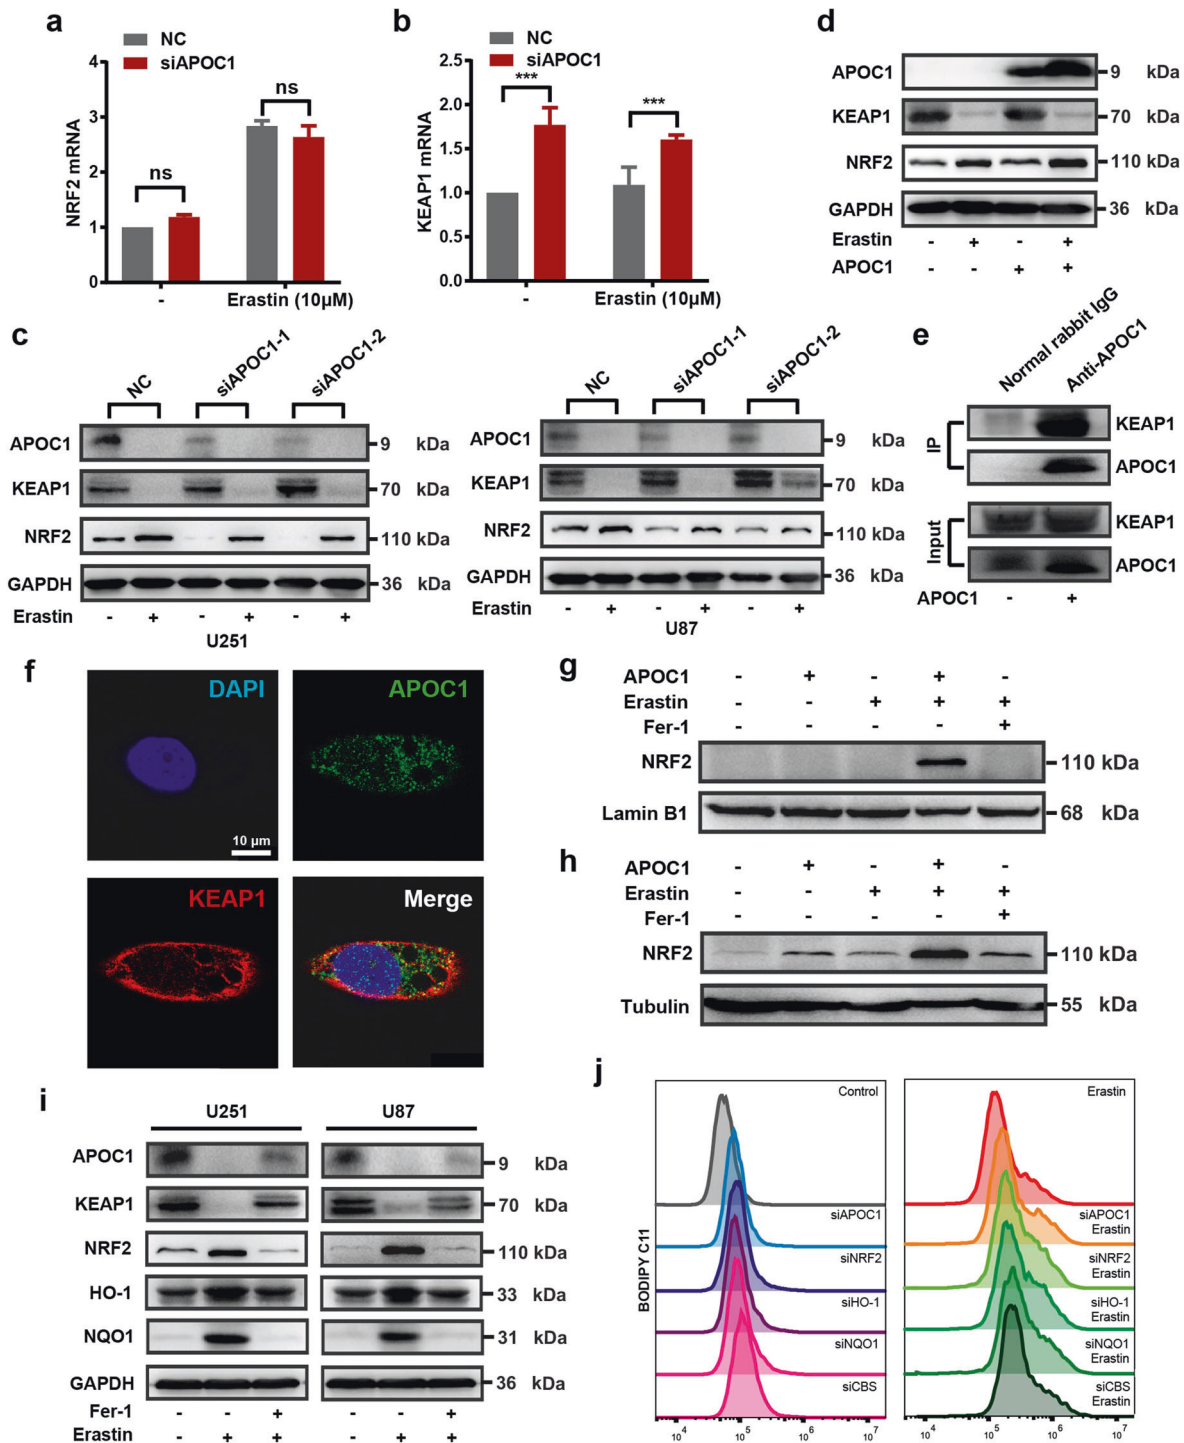 a
NC
siAPOC1
NRF2 mRNA
4
3
2
1
0
ns
ns
-
Erastin (10μM)
b
NC
siAPOC1
KEAP1 mRNA
2.5
2.0
1.5
1.0
0.5
0.0
***
***
-
Erastin (10μM)
d
APOC1 9 kDa
KEAP1 70 kDa
NRF2 110 kDa
GAPDH 36 kDa
Erastin - + - +
APOC1 - - + +
c
NC siAPOC1-1 siAPOC1-2
APOC1 9 kDa
KEAP1 70 kDa
NRF2 110 kDa
GAPDH 36 kDa
Erastin - + - + - +
U251
NC siAPOC1-1 siAPOC1-2
APOC1 9 kDa
KEAP1 70 kDa
NRF2 110 kDa
GAPDH 36 kDa
Erastin - + - + - +
U87
e
Normal rabbit IgG
Anti-APOC1
IP
KEAP1
APOC1
Input
KEAP1
APOC1
APOC1 - +
f
DAPI
10 μm
APOC1
KEAP1
Merge
g
APOC1 - + - + -
Erastin - - + + +
Fer-1 - - - - +
NRF2 110 kDa
Lamin B1 68 kDa
h
APOC1 - + - + -
Erastin - - + + +
Fer-1 - - - - +
NRF2 110 kDa
Tubulin 55 kDa
i
U251 U87
APOC1 9 kDa
KEAP1 70 kDa
NRF2 110 kDa
HO-1 33 kDa
NQO1 31 kDa
GAPDH 36 kDa
Fer-1 - - + - - +
Erastin - + + - + +
j
BODIPY C11
Control
siAPOC1
siNRF2
siHO-1
siNQO1
siCBS
10⁴ 10⁵ 10⁶ 10⁷
Erastin
siAPOC1
Erastin
siNRF2
Erastin
siHO-1
Erastin
siNQO1
Erastin
siCBS
Erastin
10⁴ 10⁵ 10⁶ 10⁷